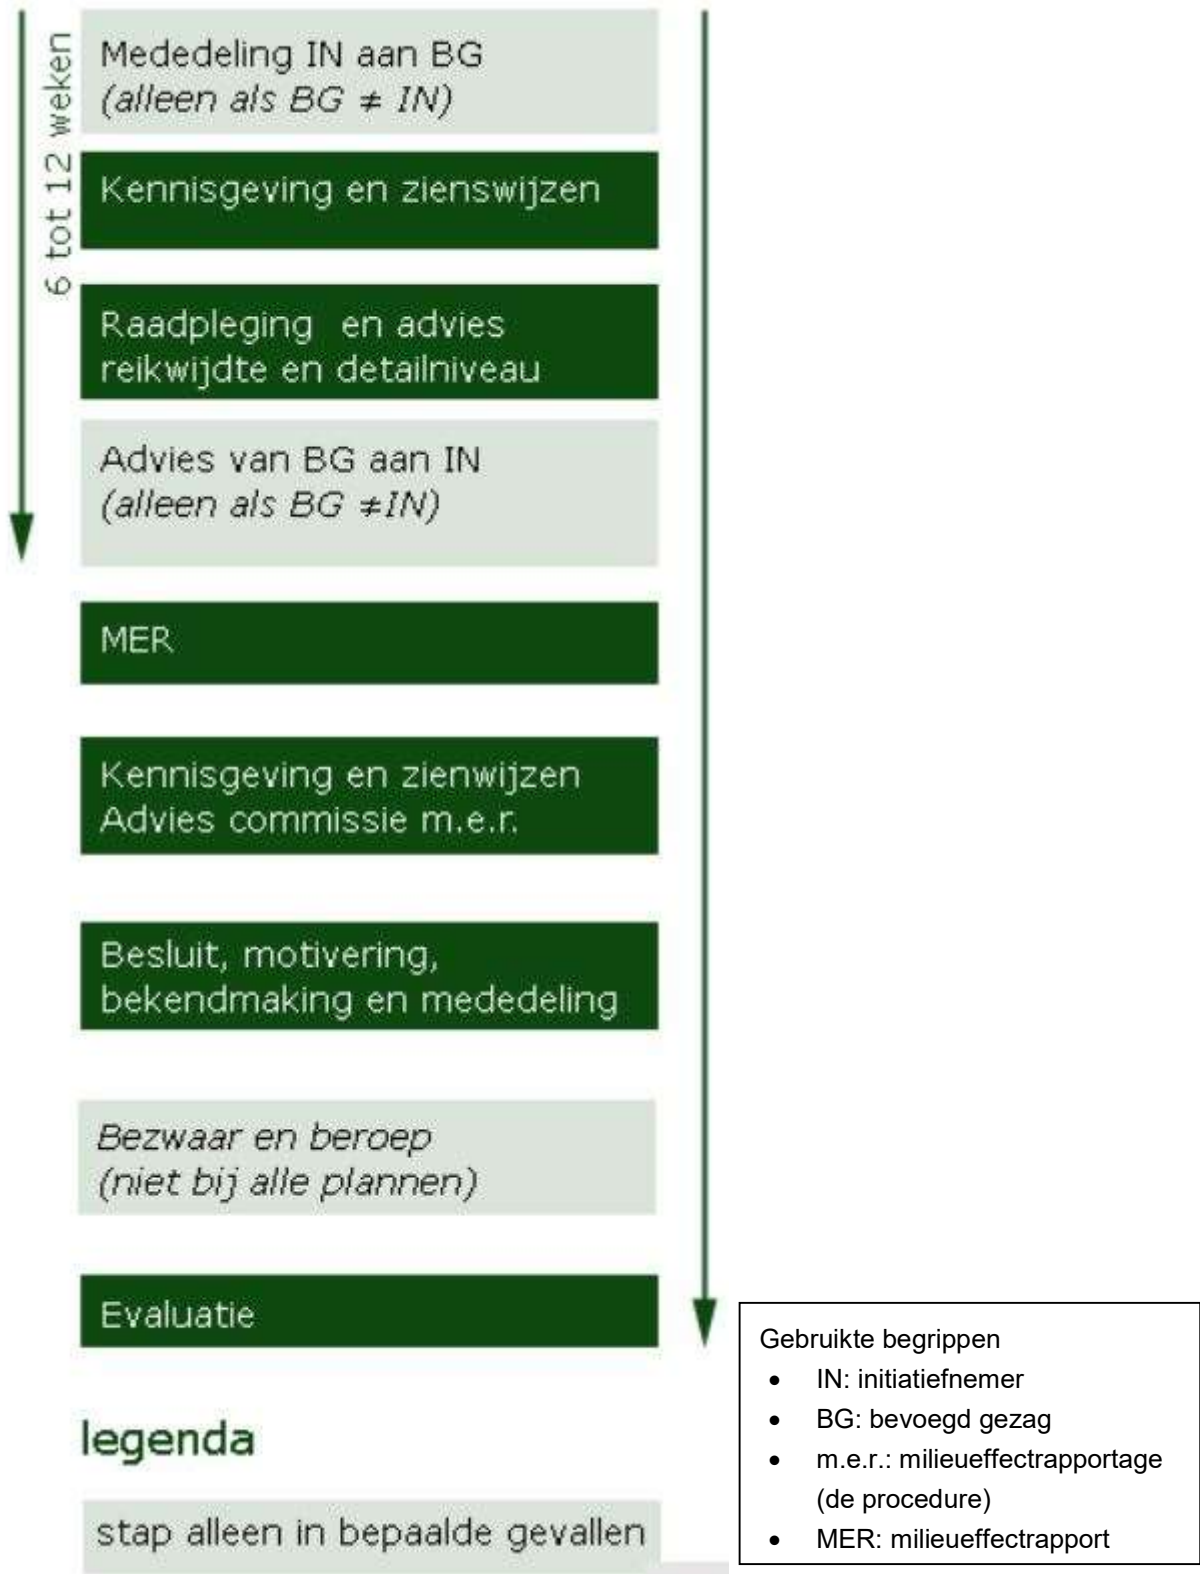 6 tot 12 weken
Mededeling IN aan BG
(alleen als BG ≠ IN)
Kennisgeving en zienswijzen
Raadpleging en advies
reikwijdte en detailniveau
Advies van BG aan IN
(alleen als BG ≠IN)
MER
Kennisgeving en zienwijzen
Advies commissie m.e.r.
Besluit, motivering,
bekendmaking en mededeling
Bezwaar en beroep
(niet bij alle plannen)
Evaluatie
legenda
stap alleen in bepaalde gevallen
Gebruikte begrippen
• IN: initiatiefnemer
• BG: bevoegd gezag
• m.e.r.: milieueffectrapportage
(de procedure)
• MER: milieueffectrapport